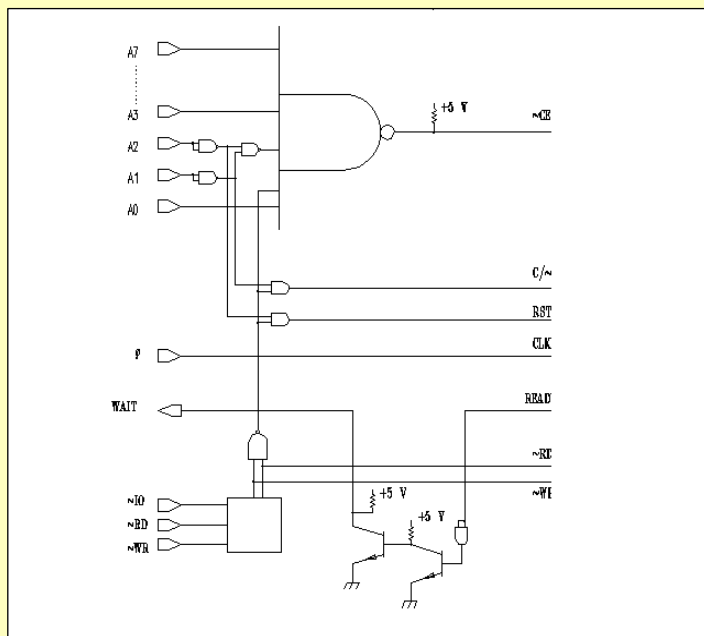 A7
A3
A2
A1
A0
+5 V
~CE
C/~
RST
CLK
ø
WAIT
READ
~RD
~WR
+5 V
+5 V
~IO
~RD
~WR